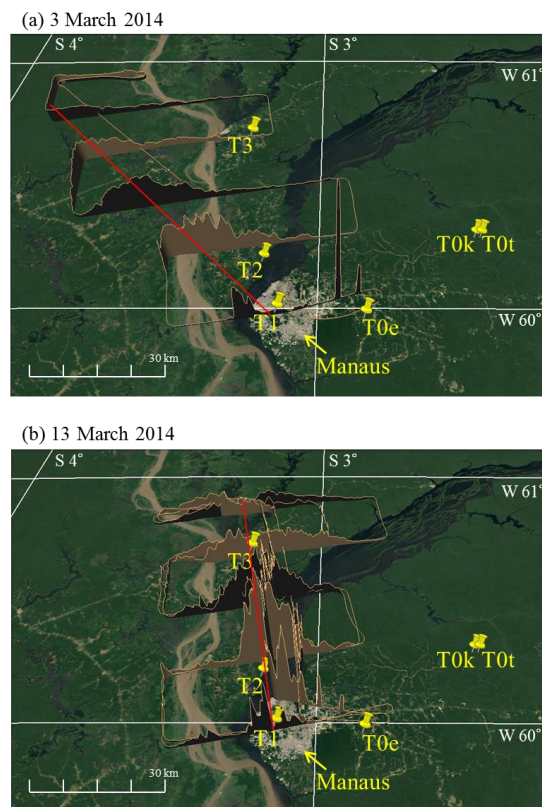 (a) 3 March 2014
S 4°
S 3°
W 61°
T3
T0k T0t
T2
T1
T0e
W 60°
Manaus
30 km
(b) 13 March 2014
S 4°
S 3°
W 61°
T3
T0k T0t
T2
T1
T0e
W 60°
Manaus
30 km